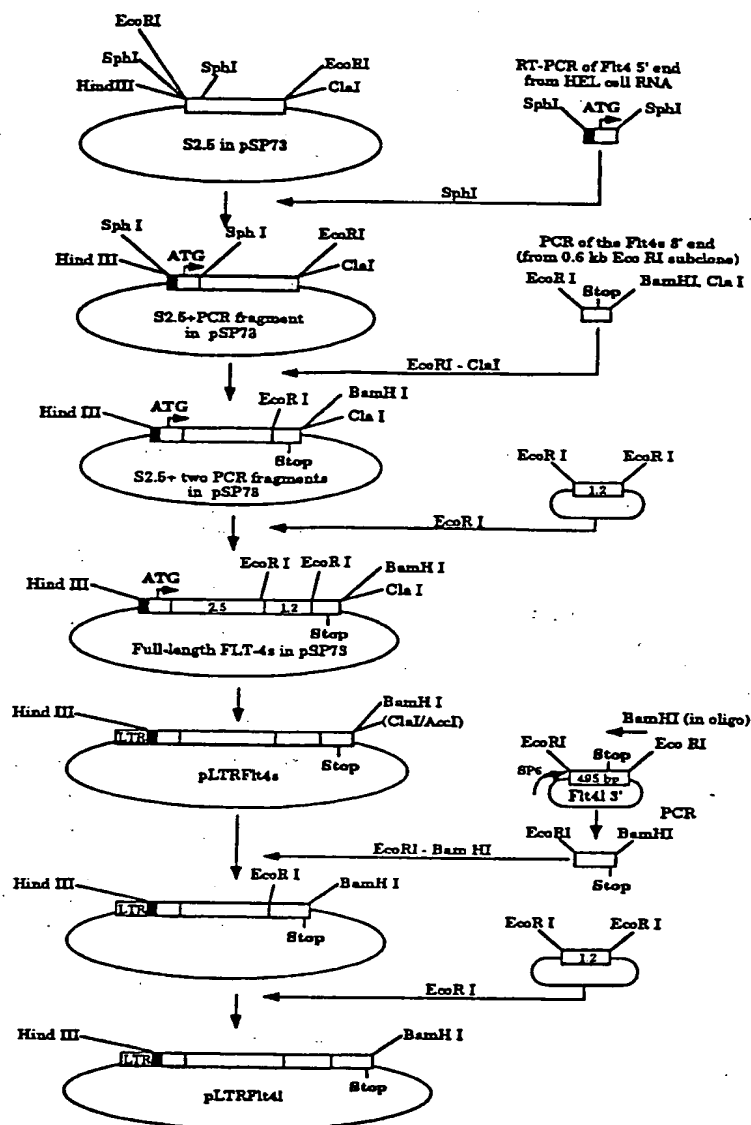 EcoRI
SphI
HindIII
SphI
EcoRI
ClaI
S2.5 in pSP73
RT-PCR of Flt4 5' end
from HEL cell RNA
SphI
ATG
SphI
SphI
Sph I
Sph I
ATG
EcoRI
Hind III
ClaI
S2.5+PCR fragment
in pSP73
PCR of the Flt4s 3' end
(from 0.6 kb Eco RI subclone)
EcoR I
Stop
BamHI, Cla I
EcoRI - ClaI
BamH I
EcoR I
Hind III
ATG
Cla I
Stop
S2.5+ two PCR fragments
in pSP73
EcoR I
EcoR I
1.2
EcoR I
EcoR I
EcoR I
BamH I
Hind III
ATG
Cla I
2.5
1.2
Stop
Full-length FLT-4s in pSP73
Hind III
BamH I
(ClaI/AccI)
LTR
Stop
pLTRFlt4s
BamHI (in oligo)
EcoRI
Stop
Eco RI
SP6
495 bp
Flt4l 3'
PCR
EcoRI
BamHI
Stop
EcoRI - Bam HI
Hind III
EcoR I
BamH I
LTR
Stop
EcoR I
EcoR I
1.2
EcoR I
Hind III
BamH I
LTR
Stop
pLTRFlt4l